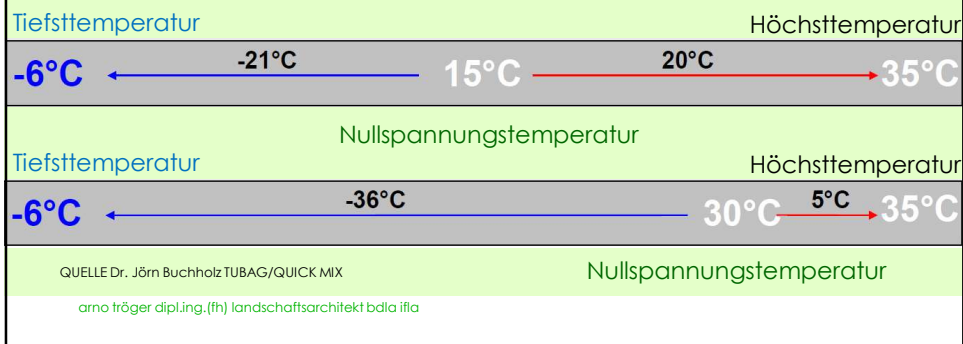 Tiefsttemperatur Höchsttemperatur
-6°C -21°C 15°C 20°C 35°C
Nullspannungstemperatur
Tiefsttemperatur Höchsttemperatur
-6°C -36°C 30°C 5°C 35°C
QUELLE Dr. Jörn Buchholz TUBAG/QUICK MIX Nullspannungstemperatur
arno tröger dipl.ing.(fh) landschaftsarchitekt bdla ifla